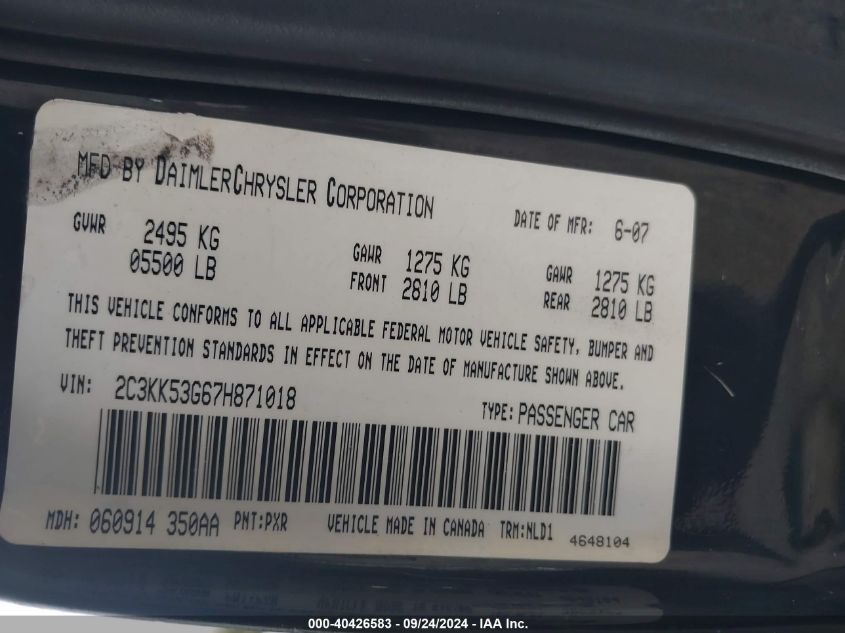 MFD BY DAIMLERCHRYSLER CORPORATION
DATE OF MFR: 6-07
GVWR 2495 KG
05500 LB
GAWR FRONT 1275 KG
2810 LB
GAWR REAR 1275 KG
2810 LB
THIS VEHICLE CONFORMS TO ALL APPLICABLE FEDERAL MOTOR VEHICLE SAFETY, BUMPER AND
THEFT PREVENTION STANDARDS IN EFFECT ON THE DATE OF MANUFACTURE SHOWN ABOVE.
VIN: 2C3KK53G67H871018
TYPE: PASSENGER CAR
MDH: 060914 350AA PNT:PXR VEHICLE MADE IN CANADA TRM:NLD1 4648104
000-40426583 - 09/24/2024 - IAA Inc.